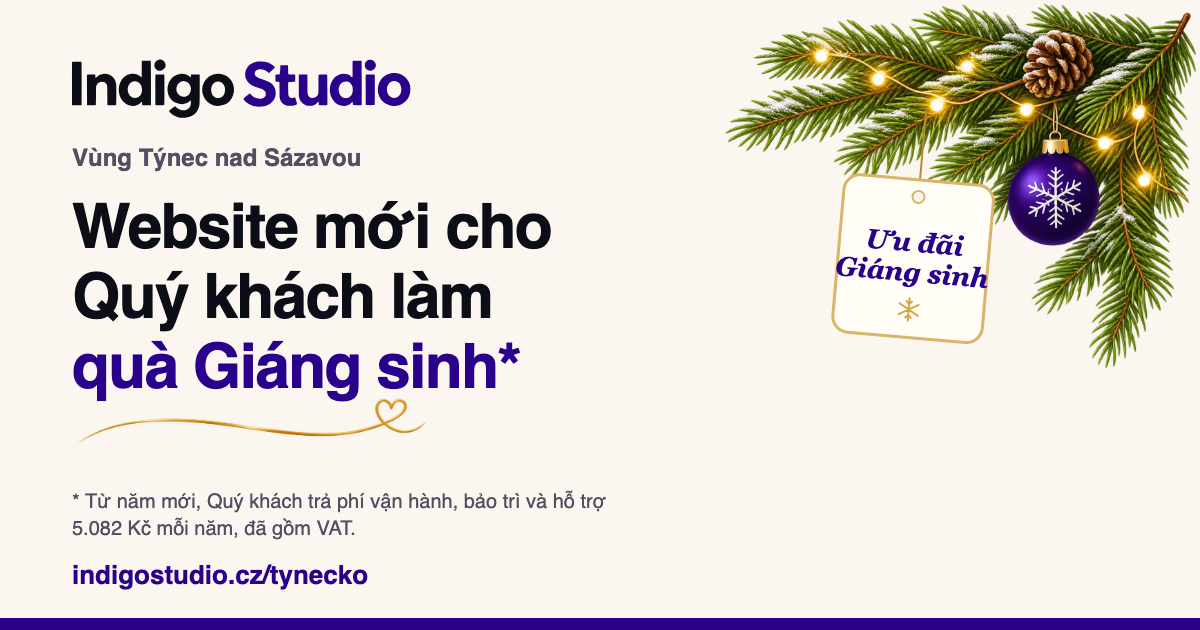 Indigo Studio
Vùng Týnec nad Sázavou
Website mới cho
Quý khách làm
quà Giáng sinh*
* Từ năm mới, Quý khách trả phí vận hành, bảo trì và hỗ trợ
5.082 Kč mỗi năm, đã gồm VAT.
indigostudio.cz/tynecko
Ưu đãi
Giáng sinh